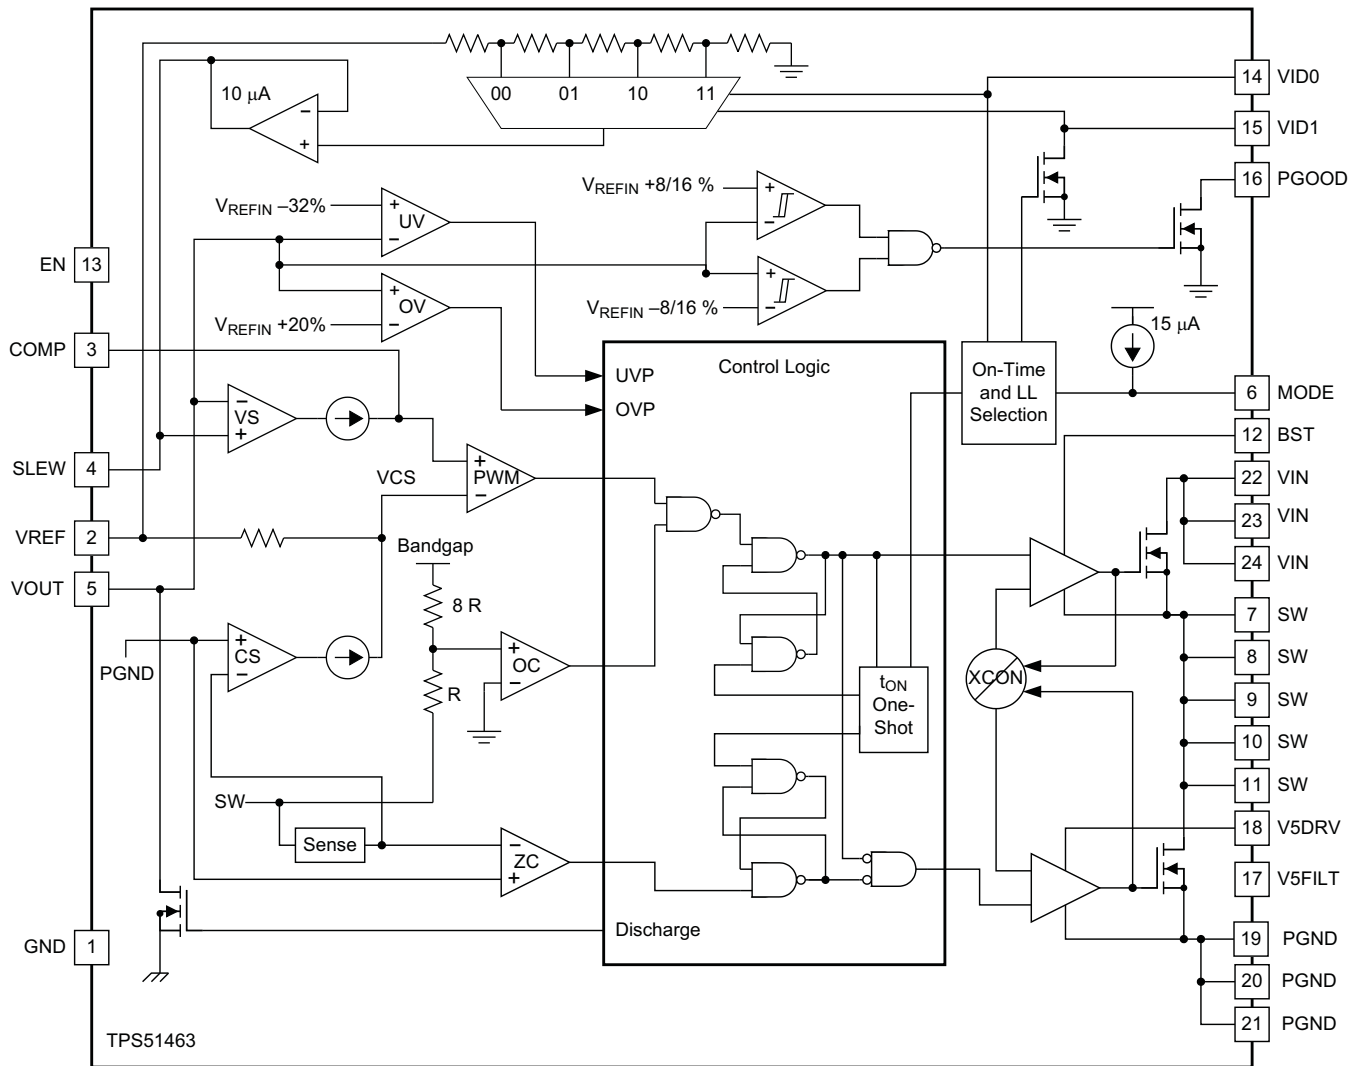 10 μA
00 01 10 11
14 VID0
15 VID1
16 PGOOD
VREFIN +8/16 %
VREFIN –32%
+
UV
−
EN 13
+
OV
−
VREFIN +20%
VREFIN −8/16 %
15 μA
COMP 3
Control Logic
On-Time
and LL
Selection
UVP
OVP
6 MODE
12 BST
−
VS
+
SLEW 4
VCS
+
PWM
−
22 VIN
23 VIN
24 VIN
VREF 2
Bandgap
VOUT 5
8 R
7 SW
8 SW
9 SW
10 SW
11 SW
PGND
+
CS
−
+
OC
−
R
XCON
tON
One-
Shot
SW
Sense
−
ZC
+
18 V5DRV
17 V5FILT
Discharge
GND 1
19 PGND
20 PGND
21 PGND
TPS51463